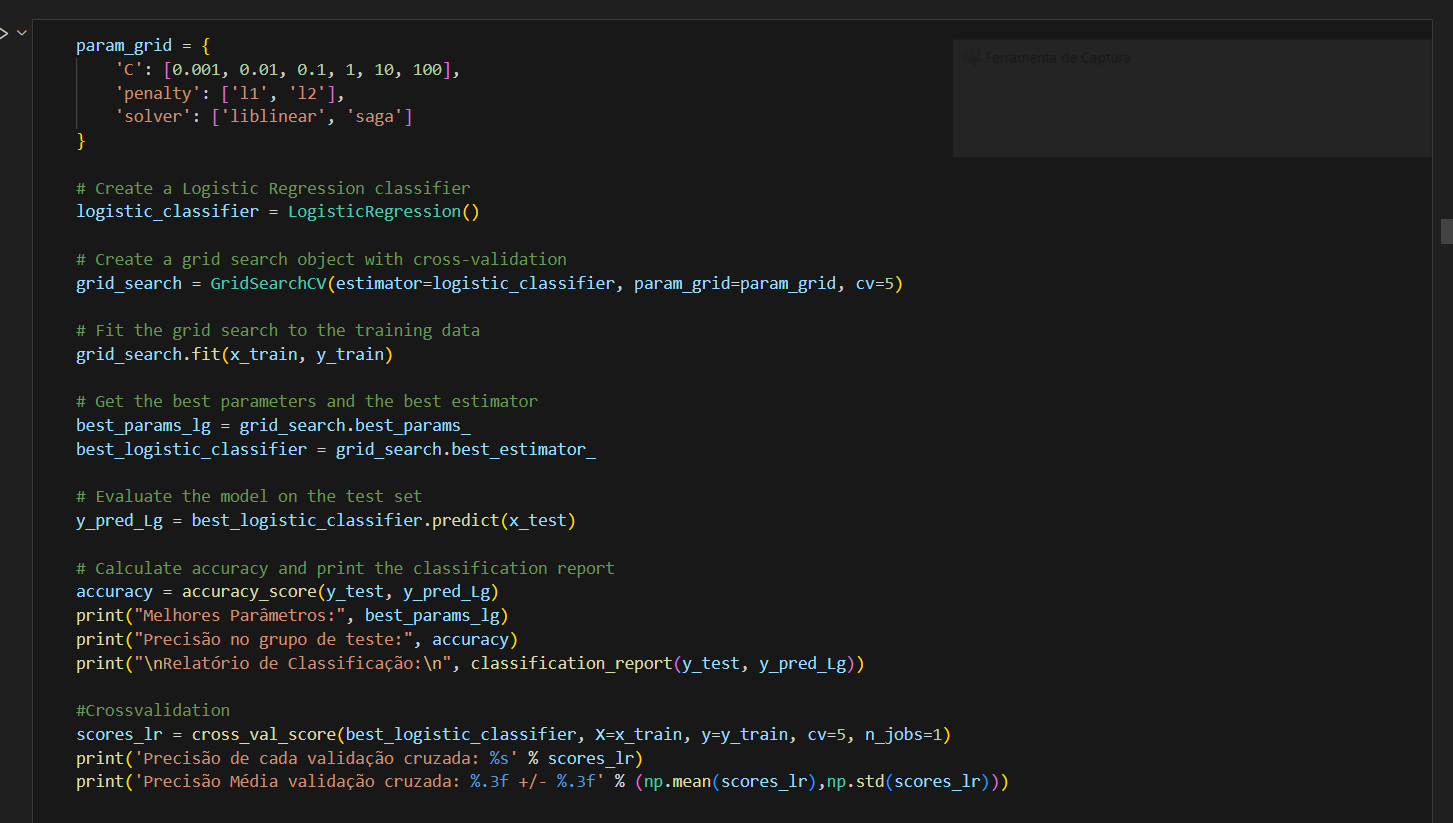 param_grid = {
    'C': [0.001, 0.01, 0.1, 1, 10, 100],
    'penalty': ['l1', 'l2'],
    'solver': ['liblinear', 'saga']
}
Ferramenta de Captura
# Create a Logistic Regression classifier
logistic_classifier = LogisticRegression()
# Create a grid search object with cross-validation
grid_search = GridSearchCV(estimator=logistic_classifier, param_grid=param_grid, cv=5)
# Fit the grid search to the training data
grid_search.fit(x_train, y_train)
# Get the best parameters and the best estimator
best_params_lg = grid_search.best_params_
best_logistic_classifier = grid_search.best_estimator_
# Evaluate the model on the test set
y_pred_Lg = best_logistic_classifier.predict(x_test)
# Calculate accuracy and print the classification report
accuracy = accuracy_score(y_test, y_pred_Lg)
print("Melhores Parâmetros:", best_params_lg)
print("Precisão no grupo de teste:", accuracy)
print("\nRelatório de Classificação:\n", classification_report(y_test, y_pred_Lg))
#Crossvalidation
scores_lr = cross_val_score(best_logistic_classifier, X=x_train, y=y_train, cv=5, n_jobs=1)
print('Precisão de cada validação cruzada: %s' % scores_lr)
print('Precisão Média validação cruzada: %.3f +/- %.3f' % (np.mean(scores_lr),np.std(scores_lr)))